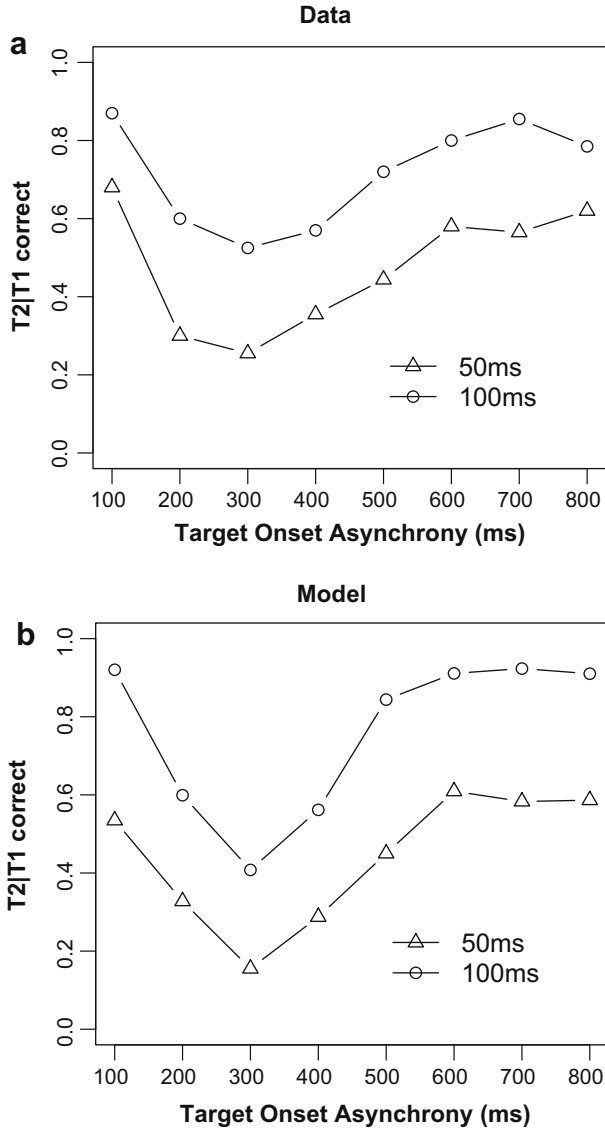 Data
a
1.0
0.8
0.6
0.4
0.2
0.0
T2|T1 correct
50ms
100ms
100 200 300 400 500 600 700 800
Target Onset Asynchrony (ms)
Model
b
1.0
0.8
0.6
0.4
0.2
0.0
T2|T1 correct
50ms
100ms
100 200 300 400 500 600 700 800
Target Onset Asynchrony (ms)